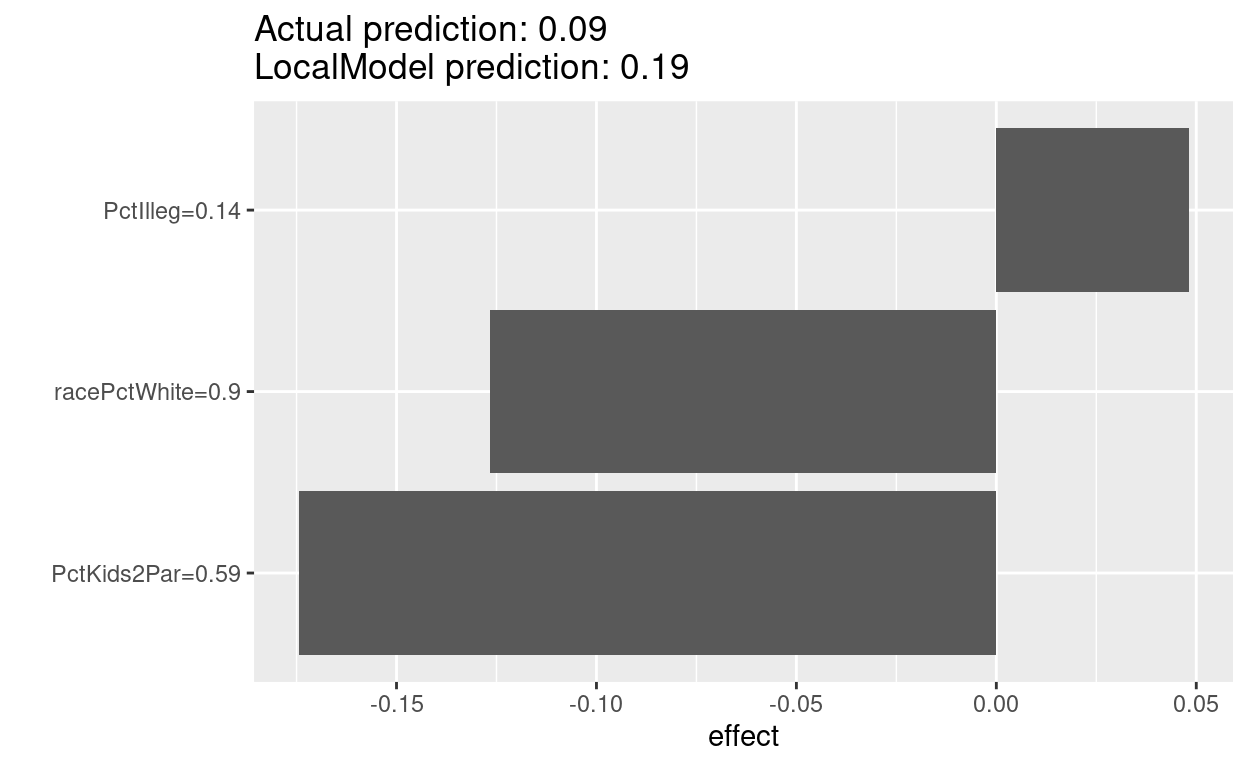 Actual prediction: 0.09
LocalModel prediction: 0.19
PctIlleg=0.14
racePctWhite=0.9
PctKids2Par=0.59
-0.15 -0.10 -0.05 0.00 0.05
effect